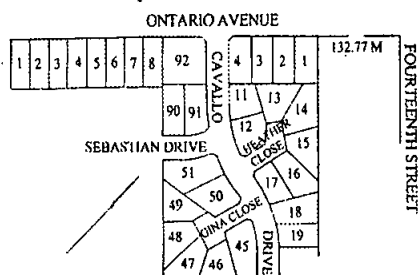 ONTARIO AVENUE
1 2 3 4 5 6 7 8 92 4 3 2 1 132.77 M
CAVALLO
FOURTEENTH STREET
11 13 14
90 91 12
SEBASTIAN DRIVE HEATHER CLOSE 15
51 17 16
49 50
GINA CLOSE 18
48 45 DRIVE 19
47 46